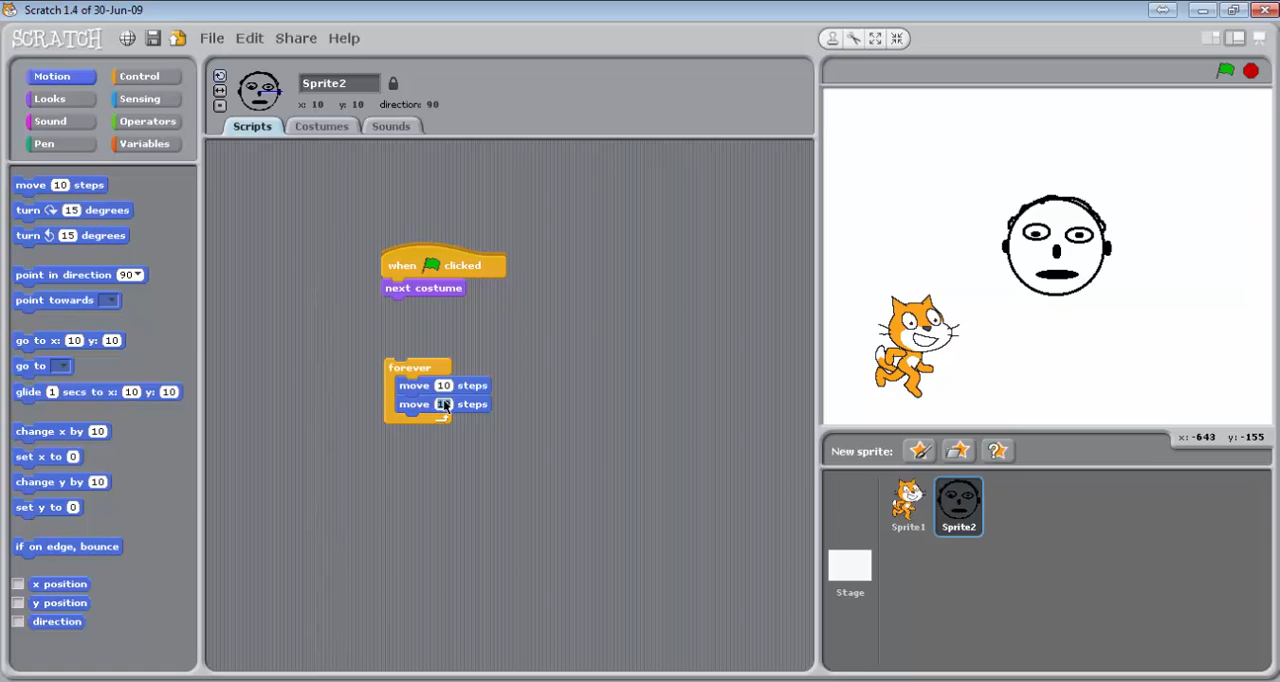 Scratch 1.4 of 30-Jun-09
SCRATCH File Edit Share Help
Motion Control
Looks Sensing
Sound Operators
Pen Variables
move 10 steps
turn 15 degrees
turn 15 degrees
point in direction 90
point towards
go to x: 10 y: 10
go to
glide 1 secs to x: 10 y: 10
change x by 10
set x to 0
change y by 10
set y to 0
if on edge, bounce
x position
y position
direction
Sprite2
x: 10 y: 10 direction: 90
Scripts Costumes Sounds
when clicked
next costume
forever
move 10 steps
move steps
x: -643 y: -155
New sprite:
Sprite1 Sprite2
Stage